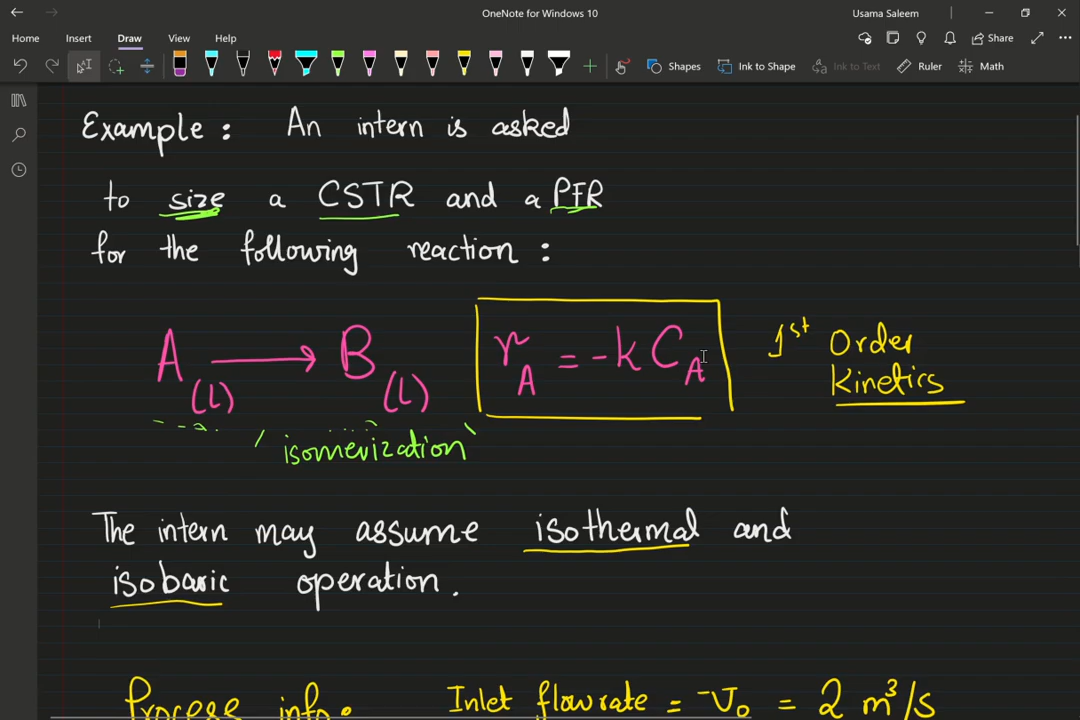 OneNote for Windows 10
Usama Saleem
Home Insert Draw View Help
Share
Shapes Ink to Shape Ink to Text Ruler Math
Example: An intern is asked
to size a CSTR and a PFR
for the following reaction:
A(l) → B(l) r_A = -k C_A 1st Order
Kinetics
'isomerization'
The intern may assume isothermal and
isobaric operation.
Process info: Inlet flowrate = v₀ = 2 m³/s